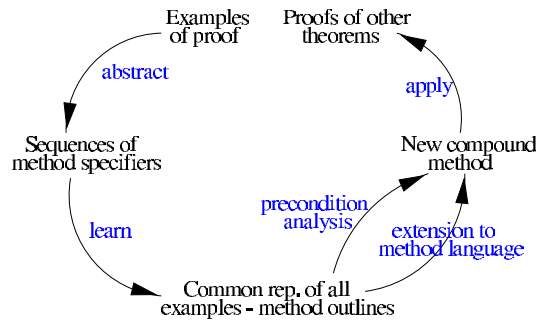 Examples
of proof
Proofs of other
theorems
abstract
apply
Sequences of
method specifiers
New compound
method
precondition
analysis
extension to
method language
learn
Common rep. of all
examples - method outlines